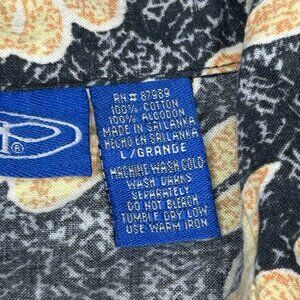 RN# 87989
100% COTTON
100% ALGODON
MADE IN SRI LANKA
HECHO EN SRI LANKA
L/GRANGE
MACHINE WASH COLD
WASH DARKS
SEPARATELY
DO NOT BLEACH
TUMBLE DRY LOW
USE WARM IRON
®